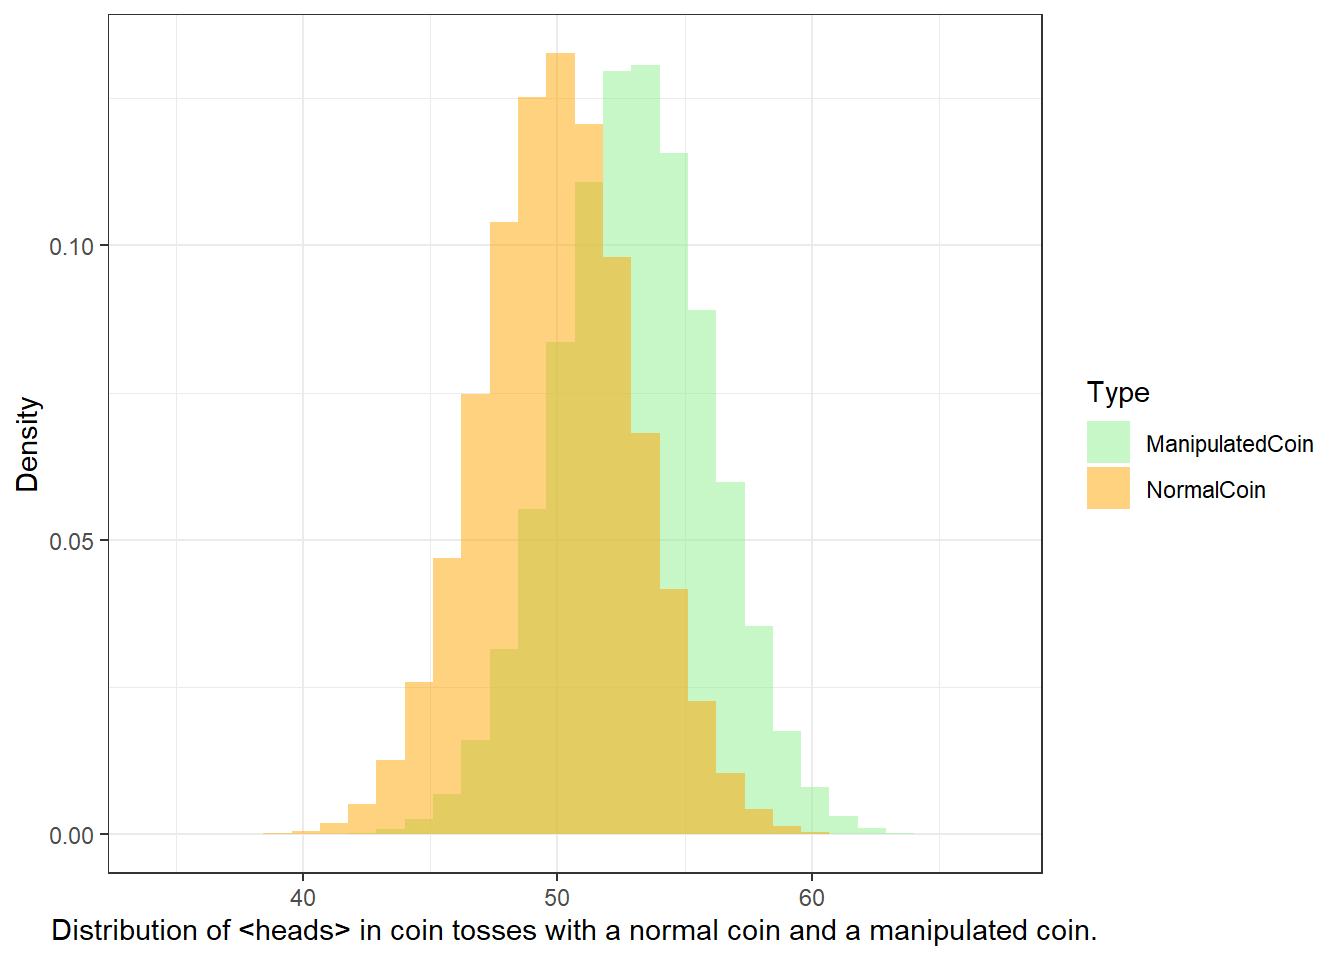 0.10
0.05
0.00
Density
40 50 60
Distribution of <heads> in coin tosses with a normal coin and a manipulated coin.
Type
ManipulatedCoin
NormalCoin